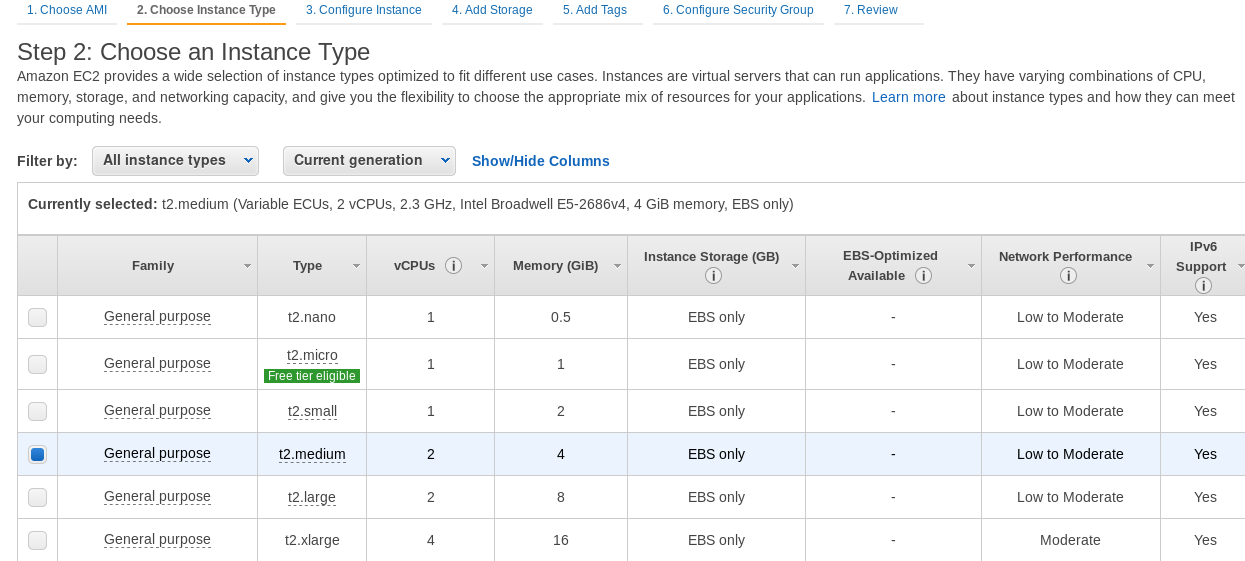 1. Choose AMI 2. Choose Instance Type 3. Configure Instance 4. Add Storage 5. Add Tags 6. Configure Security Group 7. Review
Step 2: Choose an Instance Type
Amazon EC2 provides a wide selection of instance types optimized to fit different use cases. Instances are virtual servers that can run applications. They have varying combinations of CPU,
memory, storage, and networking capacity, and give you the flexibility to choose the appropriate mix of resources for your applications. Learn more about instance types and how they can meet
your computing needs.
Filter by: All instance types Current generation Show/Hide Columns
Currently selected: t2.medium (Variable ECUs, 2 vCPUs, 2.3 GHz, Intel Broadwell E5-2686v4, 4 GiB memory, EBS only)
Family Type vCPUs i Memory (GiB) Instance Storage (GB) i EBS-Optimized Available i Network Performance i IPv6 Support i
General purpose t2.nano 1 0.5 EBS only - Low to Moderate Yes
General purpose t2.micro 1 1 EBS only - Low to Moderate Yes
Free tier eligible
General purpose t2.small 1 2 EBS only - Low to Moderate Yes
General purpose t2.medium 2 4 EBS only - Low to Moderate Yes
General purpose t2.large 2 8 EBS only - Low to Moderate Yes
General purpose t2.xlarge 4 16 EBS only - Moderate Yes